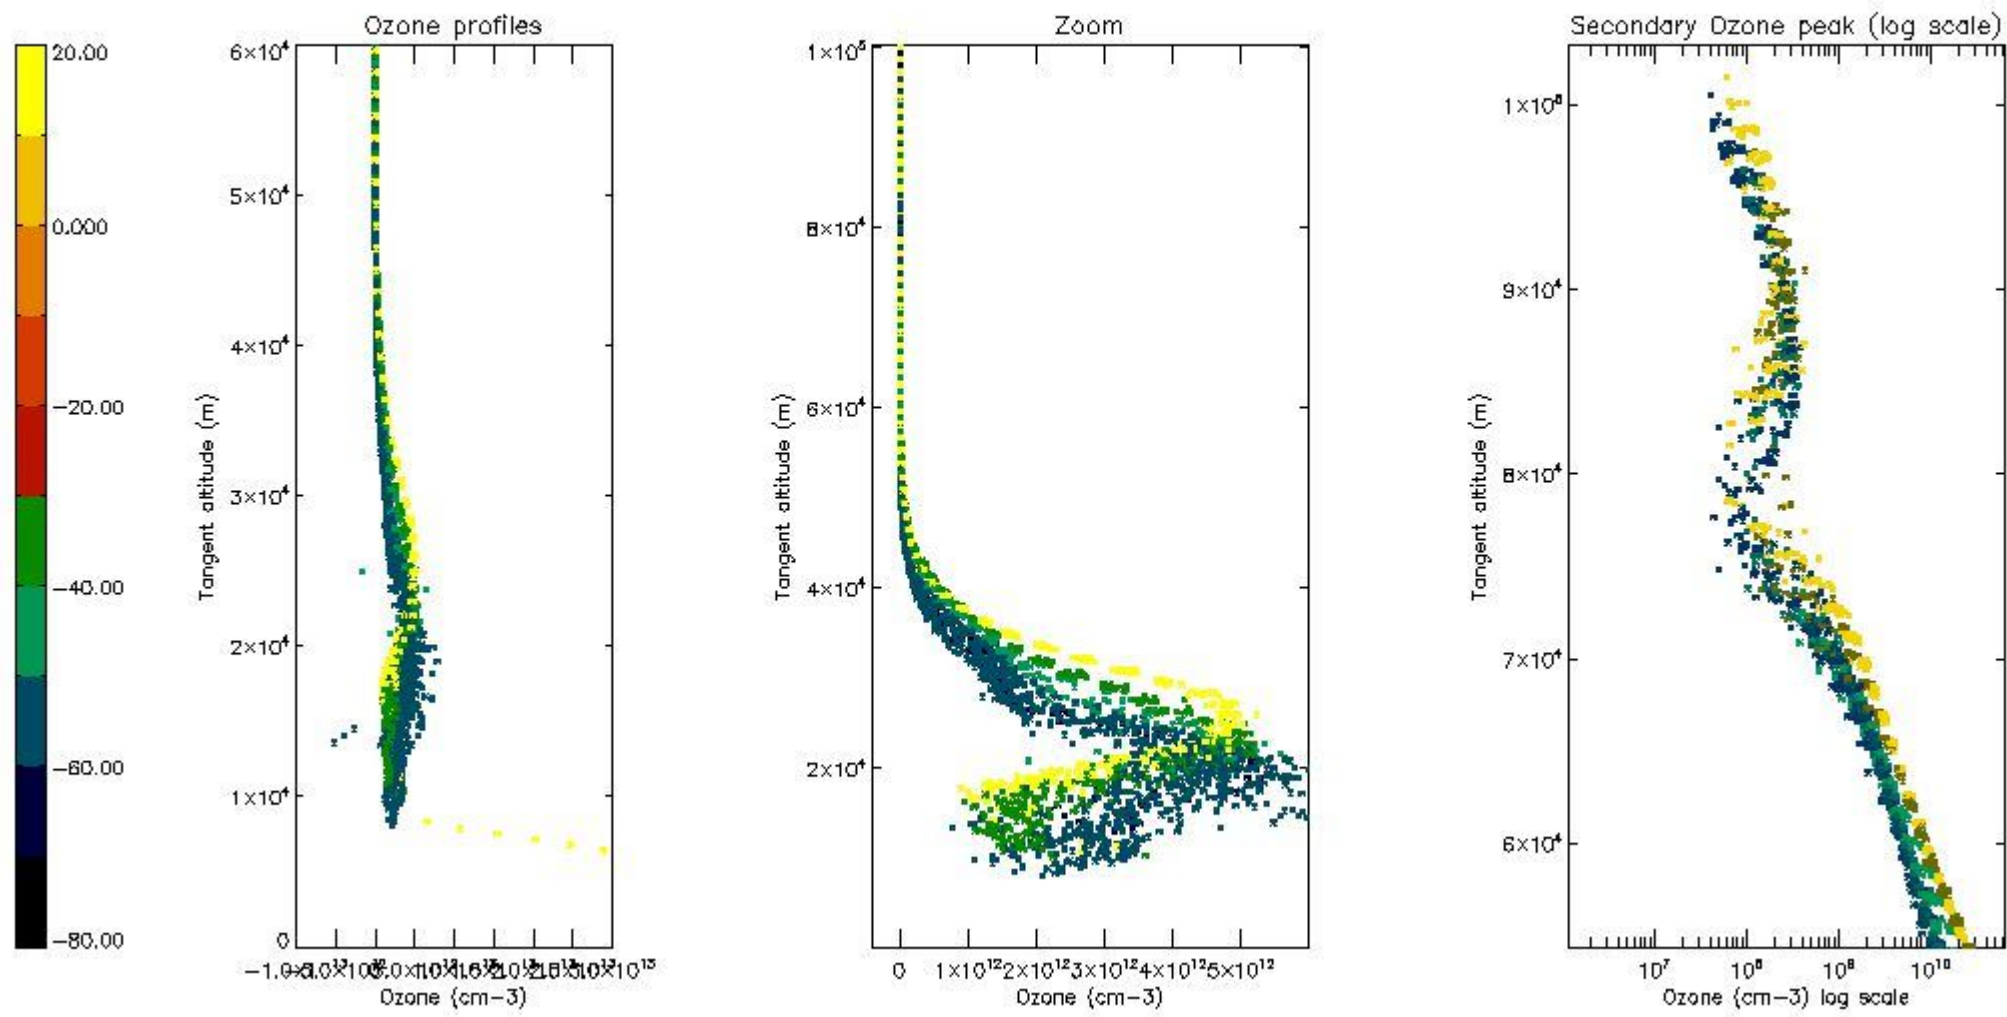 Ozone profiles
Zoom
Secondary Ozone peak (log scale)
20.00
0.000
−20.00
−40.00
−60.00
−80.00
6×10⁴
5×10⁴
4×10⁴
3×10⁴
2×10⁴
1×10⁴
0
Tangent altitude (m)
Ozone (cm−3)
1×10⁵
8×10⁴
6×10⁴
4×10⁴
2×10⁴
Tangent altitude (m)
0 1×10¹² 2×10¹² 3×10¹² 4×10¹² 5×10¹²
Ozone (cm−3)
9×10⁴
8×10⁴
7×10⁴
6×10⁴
Tangent altitude (m)
10⁷ 10⁹ 10¹⁰
Ozone (cm−3) log scale